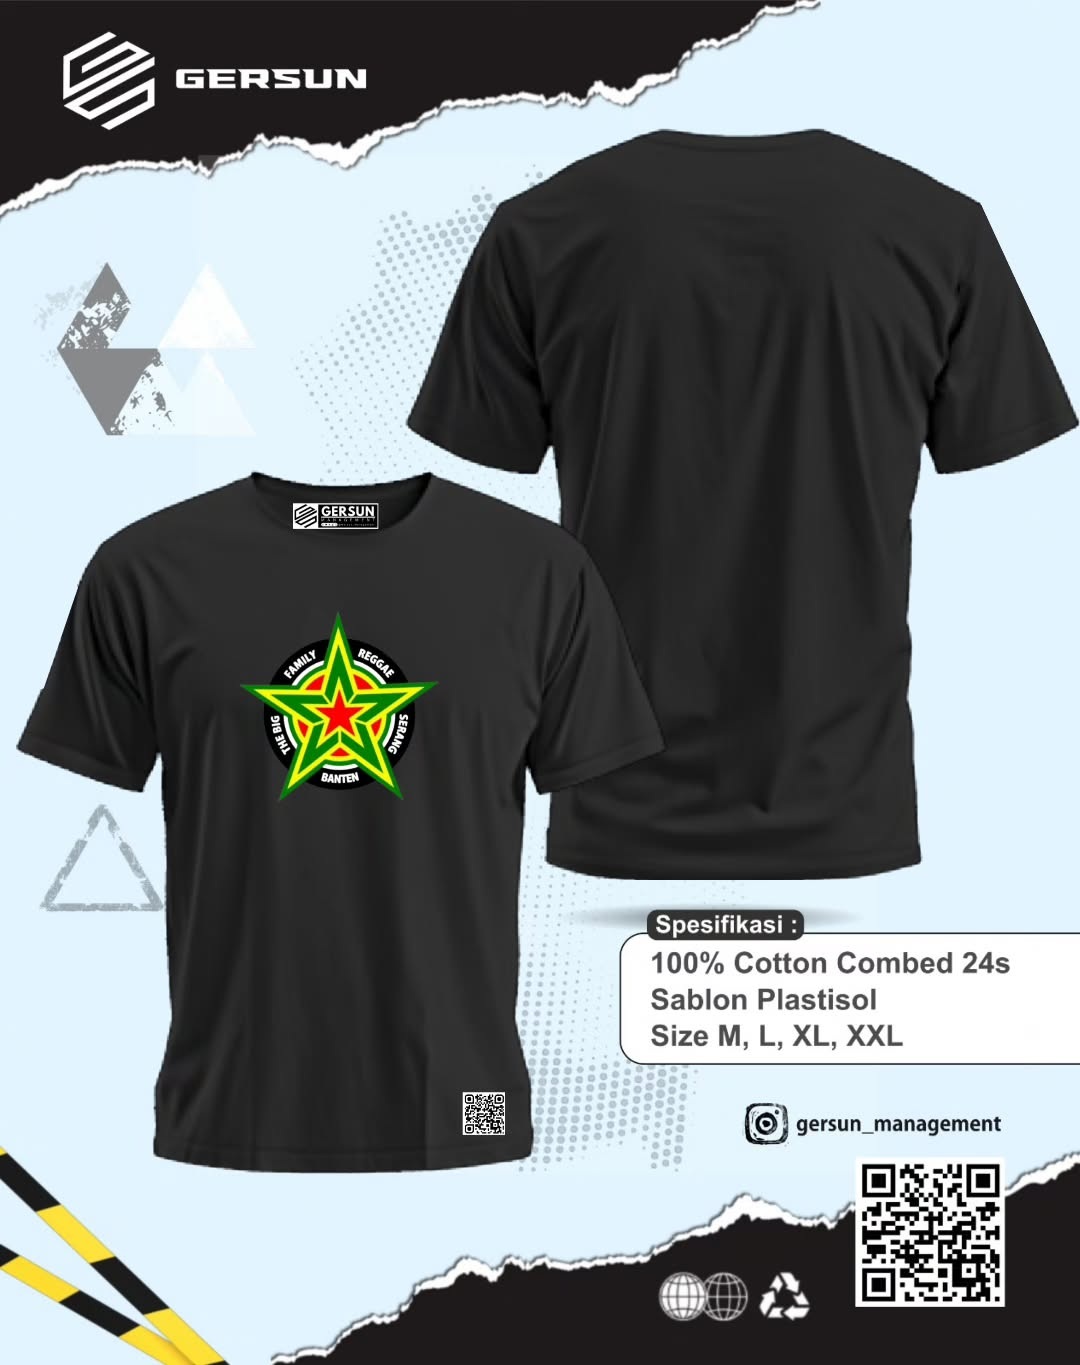 GERSUN
GERSUN
MANAGEMENT
THE BIG
FAMILY
REGGAE
SERANG
BANTEN
Spesifikasi :
100% Cotton Combed 24s
Sablon Plastisol
Size M, L, XL, XXL
gersun_management